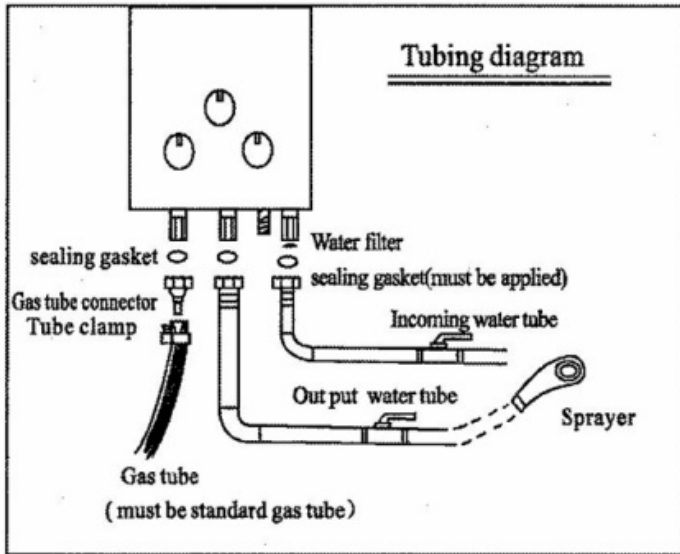 Tubing diagram
Water filter
sealing gasket
sealing gasket(must be applied)
Gas tube connector
Tube clamp
Incoming water tube
Out put water tube
Sprayer
Gas tube
( must be standard gas tube)